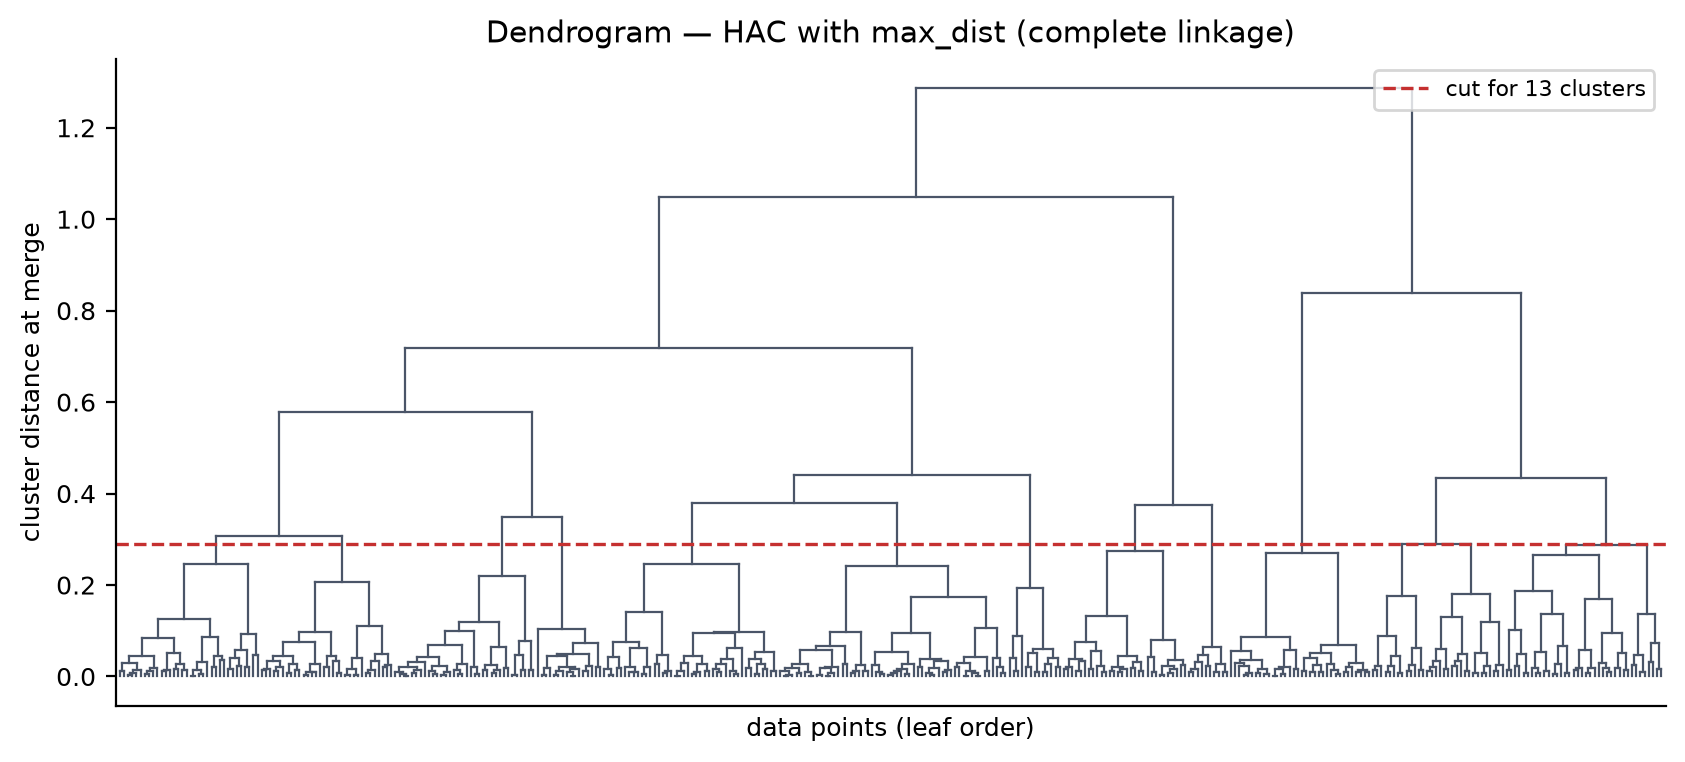 Dendrogram — HAC with max_dist (complete linkage)
cut for 13 clusters
1.2
1.0
0.8
0.6
0.4
0.2
0.0
cluster distance at merge
data points (leaf order)